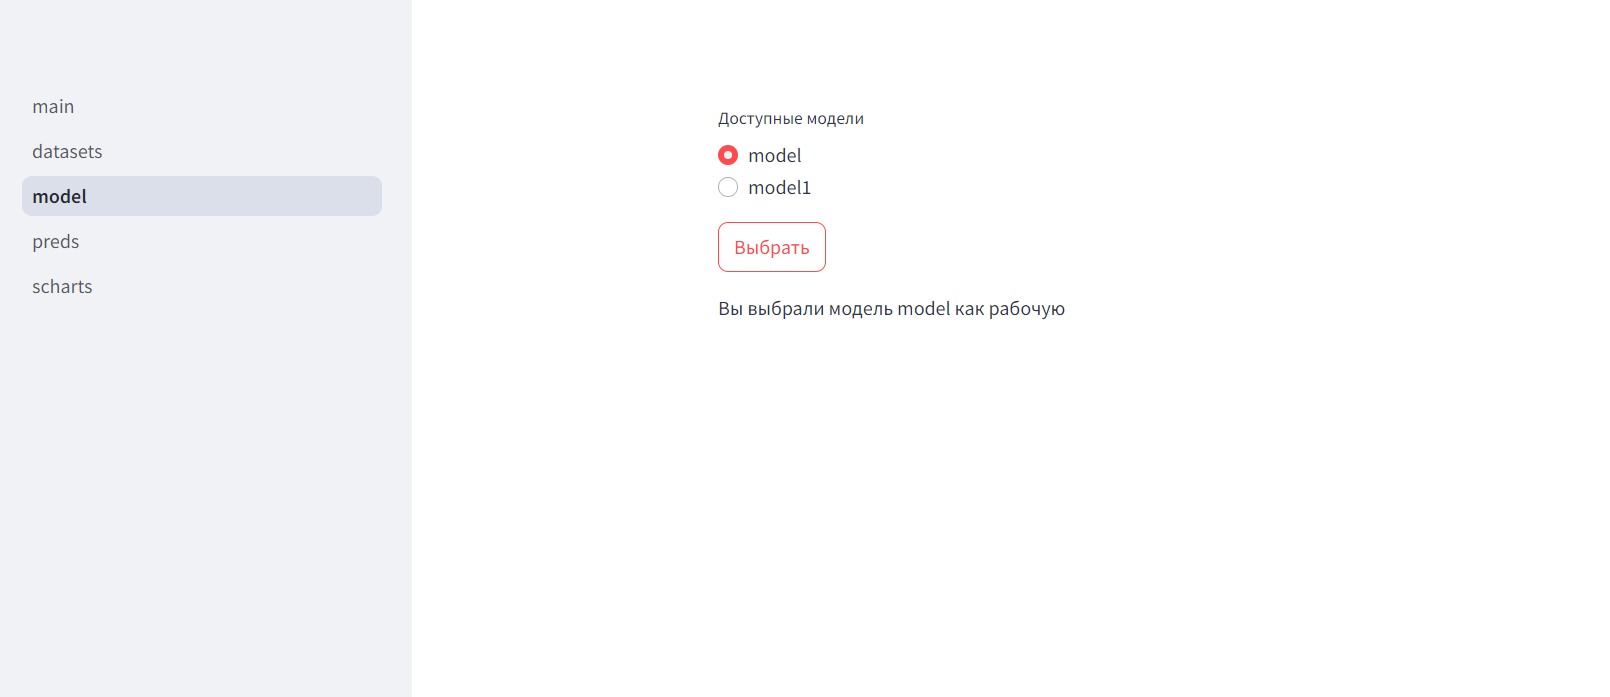 main
datasets
model
preds
scharts
Доступные модели
model
model1
Выбрать
Вы выбрали модель model как рабочую